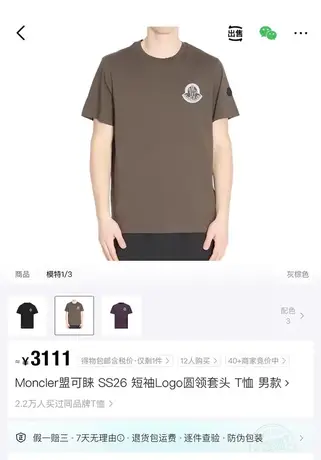 出售
商品 模特1/3 灰棕色
配色
3
≈¥3111 得物包邮含税价·仅剩1件 12人购买 40+商家竞价中
Moncler盟可睐 SS26 短袖Logo圆领套头 T恤 男款
2.2万人买过同品牌T恤
假一赔三·7天无理由·退货包运费·逐件查验·防伪包装